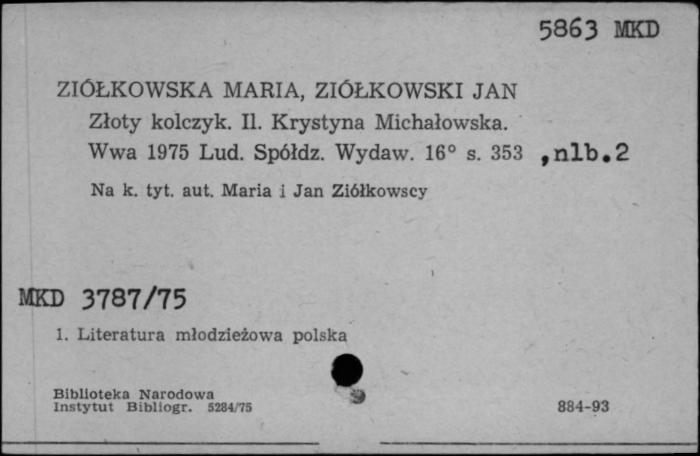 5863 MKD
ZIÓŁKOWSKA MARIA, ZIÓŁKOWSKI JAN
Złoty kolczyk. Il. Krystyna Michałowska.
Wwa 1975 Lud. Spółdz. Wydaw. 16° s. 353 ,nlb.2
Na k. tyt. aut. Maria i Jan Ziółkowscy
MKD 3787/75
1. Literatura młodzieżowa polska
Biblioteka Narodowa
Instytut Bibliogr. 5284/75
884-93